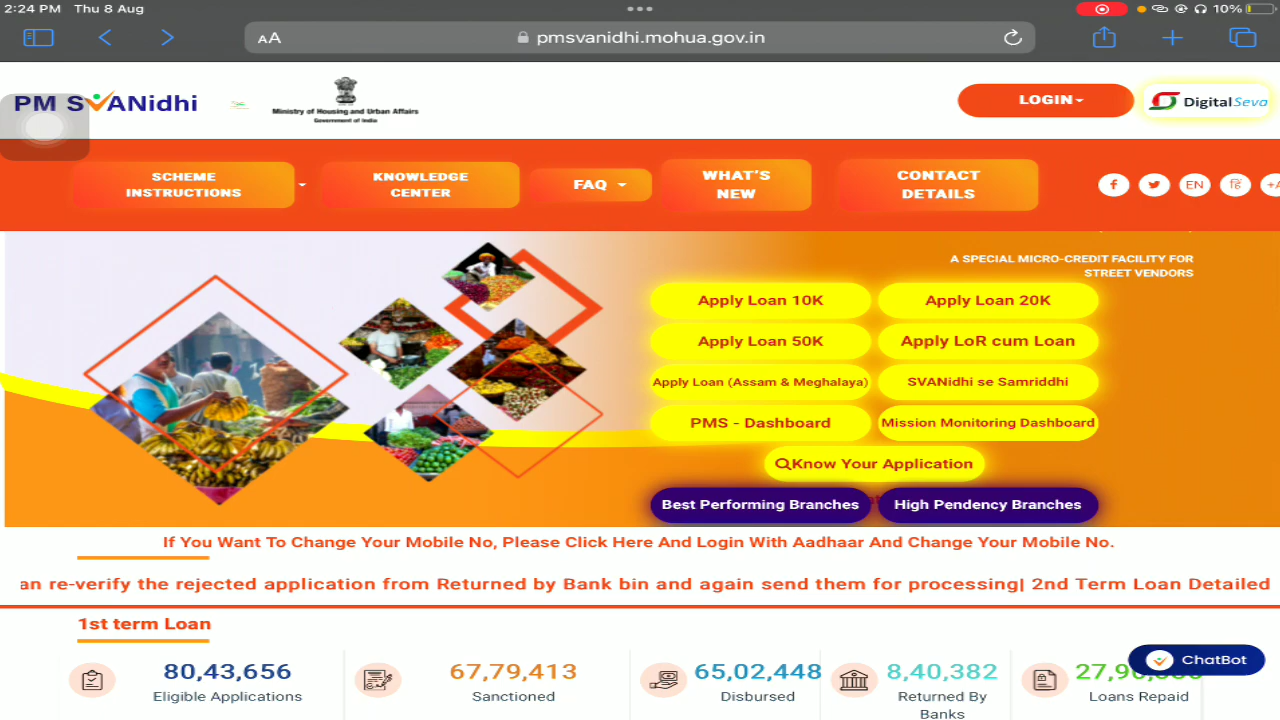 2:24 PM Thu 8 Aug
10%
AA
pmsvanidhi.mohua.gov.in
PM SVANidhi
Ministry of Housing and Urban Affairs
Government of India
LOGIN
DigitalSeva
SCHEME
INSTRUCTIONS
KNOWLEDGE
CENTER
FAQ
WHAT'S
NEW
CONTACT
DETAILS
EN
हिं
+A
A SPECIAL MICRO-CREDIT FACILITY FOR
STREET VENDORS
Apply Loan 10K
Apply Loan 20K
Apply Loan 50K
Apply LoR cum Loan
Apply Loan (Assam & Meghalaya)
SVANidhi se Samriddhi
PMS - Dashboard
Mission Monitoring Dashboard
Know Your Application
Best Performing Branches
High Pendency Branches
If You Want To Change Your Mobile No, Please Click Here And Login With Aadhaar And Change Your Mobile No.
an re-verify the rejected application from Returned by Bank bin and again send them for processing| 2nd Term Loan Detailed
1st term Loan
80,43,656
Eligible Applications
67,79,413
Sanctioned
65,02,448
Disbursed
8,40,382
Returned By
Banks
Loans Repaid
ChatBot